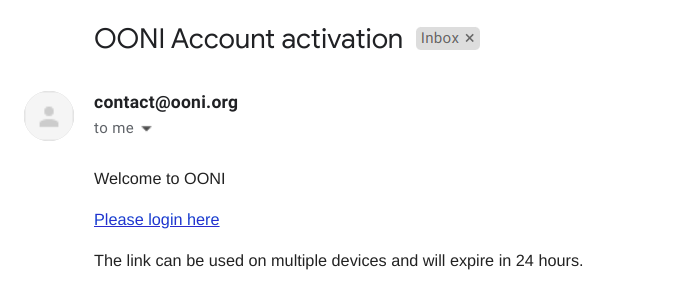 OONI Account activation Inbox ×
contact@ooni.org
to me
Welcome to OONI
Please login here
The link can be used on multiple devices and will expire in 24 hours.